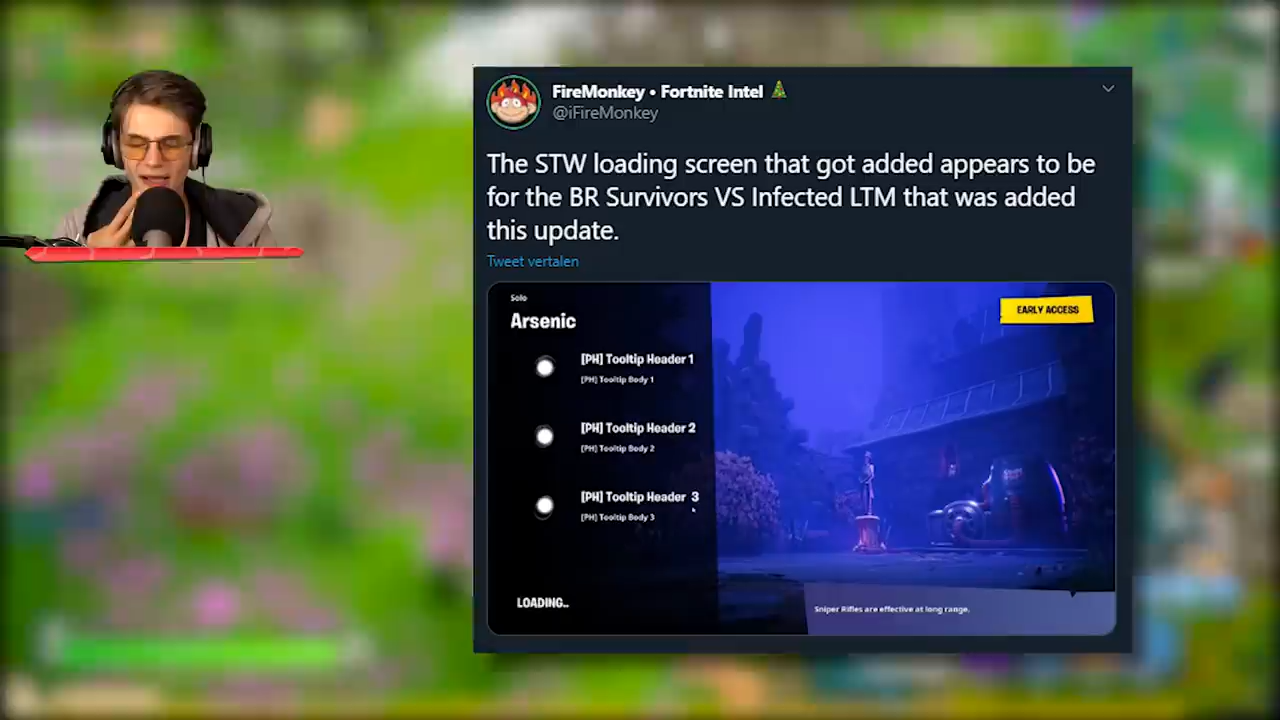 FireMonkey • Fortnite Intel 🎄
@iFireMonkey
The STW loading screen that got added appears to be
for the BR Survivors VS Infected LTM that was added
this update.
Tweet vertalen
Solo
Arsenic
EARLY ACCESS
[PH] Tooltip Header 1
[PH] Tooltip Body 1
[PH] Tooltip Header 2
[PH] Tooltip Body 2
[PH] Tooltip Header 3
[PH] Tooltip Body 3
LOADING..
Sniper Rifles are effective at long range.